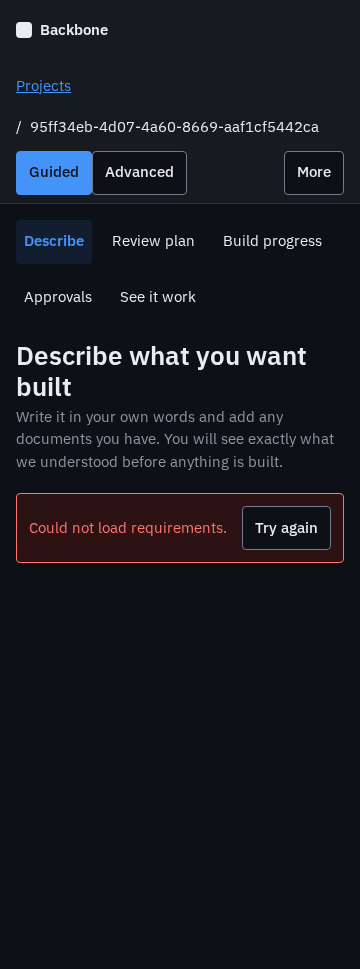 Backbone
Projects
/ 95ff34eb-4d07-4a60-8669-aaf1cf5442ca
Guided Advanced More
Describe Review plan Build progress
Approvals See it work
Describe what you want
built
Write it in your own words and add any
documents you have. You will see exactly what
we understood before anything is built.
Could not load requirements. Try again